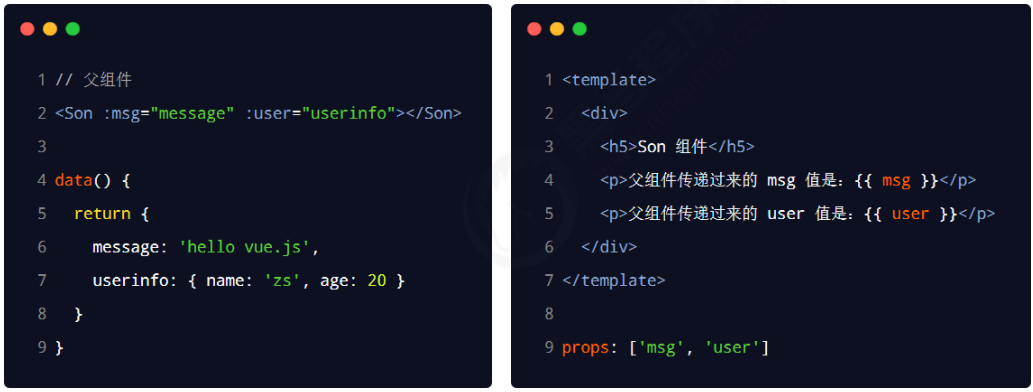 1 // 父组件
2 <Son :msg="message" :user="userinfo"></Son>
3
4 data() {
5   return {
6     message: 'hello vue.js',
7     userinfo: { name: 'zs', age: 20 }
8   }
9 }
1 <template>
2   <div>
3     <h5>Son 组件</h5>
4     <p>父组件传递过来的 msg 值是：{{ msg }}</p>
5     <p>父组件传递过来的 user 值是：{{ user }}</p>
6   </div>
7 </template>
8
9 props: ['msg', 'user']